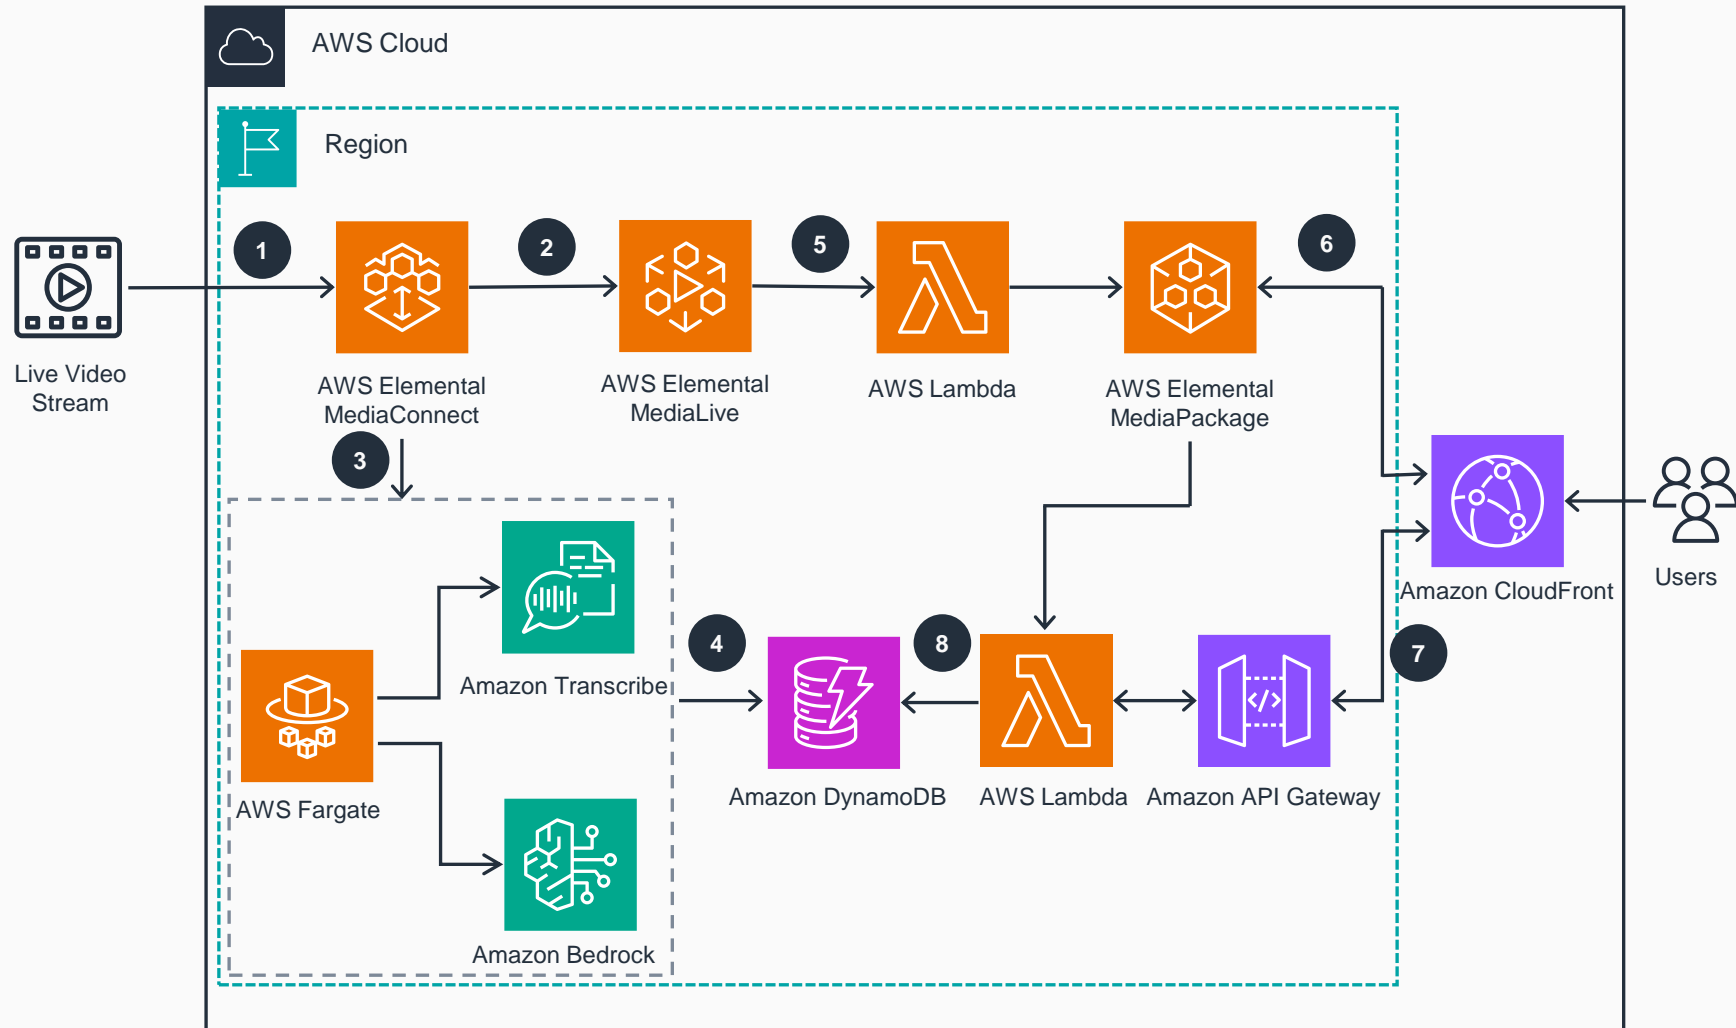 AWS Cloud
Region
1
2
5
6
Live Video
Stream
AWS Elemental
MediaConnect
AWS Elemental
MediaLive
AWS Lambda
AWS Elemental
MediaPackage
3
Amazon Transcribe
AWS Fargate
Amazon Bedrock
4
Amazon DynamoDB
8
AWS Lambda
</>
Amazon API Gateway
7
Amazon CloudFront
Users